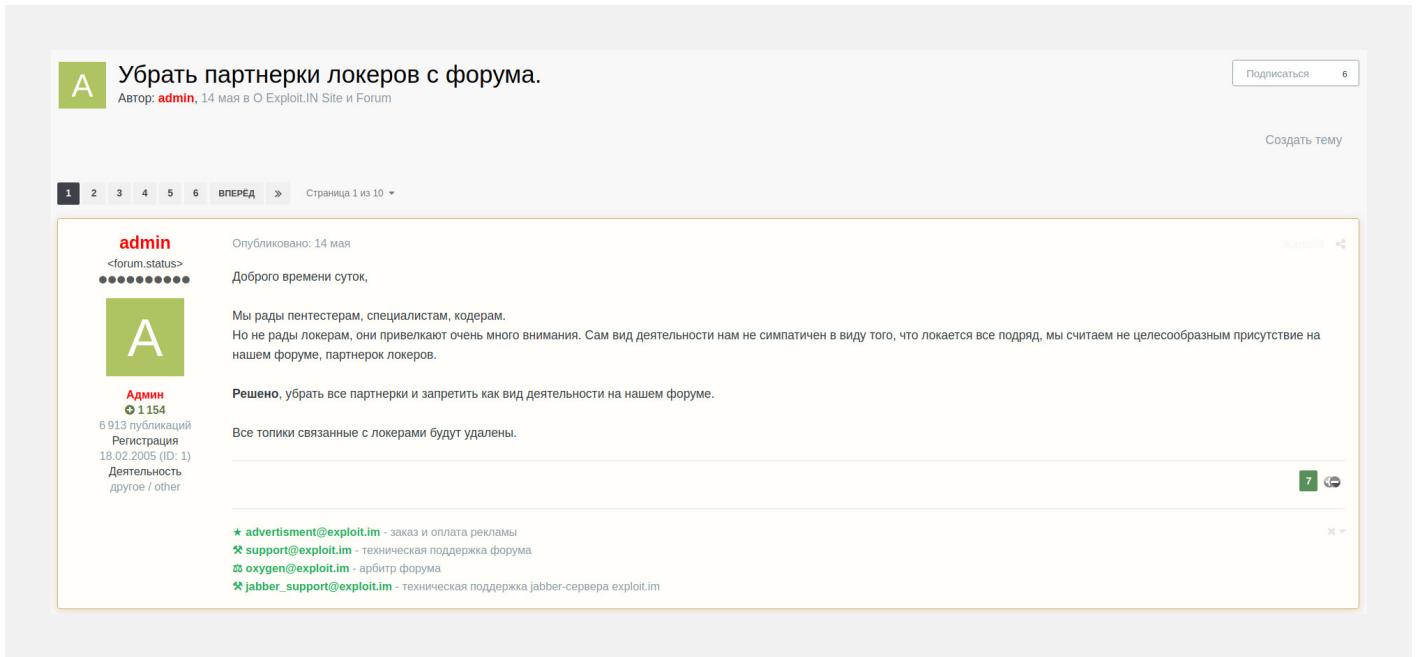 A
Убрать партнерки локеров с форума.
Автор: admin, 14 мая в О Exploit.IN Site и Forum
Подписаться 6
Создать тему
1 2 3 4 5 6 ВПЕРЁД » Страница 1 из 10
admin
<forum.status>
A
Админ
1 154
6 913 публикаций
Регистрация
18.02.2005 (ID: 1)
Деятельность
другое / other
Опубликовано: 14 мая
Доброго времени суток,
Мы рады пентестерам, специалистам, кодерам.
Но не рады локерам, они привелкают очень много внимания. Сам вид деятельности нам не симпатичен в виду того, что локается все подряд, мы считаем не целесообразным присутствие на
нашем форуме, партнерок локеров.
Решено, убрать все партнерки и запретить как вид деятельности на нашем форуме.
Все топики связанные с локерами будут удалены.
7
★ advertisment@exploit.im - заказ и оплата рекламы
⚒ support@exploit.im - техническая поддержка форума
⚖ oxygen@exploit.im - арбитр форума
⚒ jabber_support@exploit.im - техническая поддержка jabber-сервера exploit.im